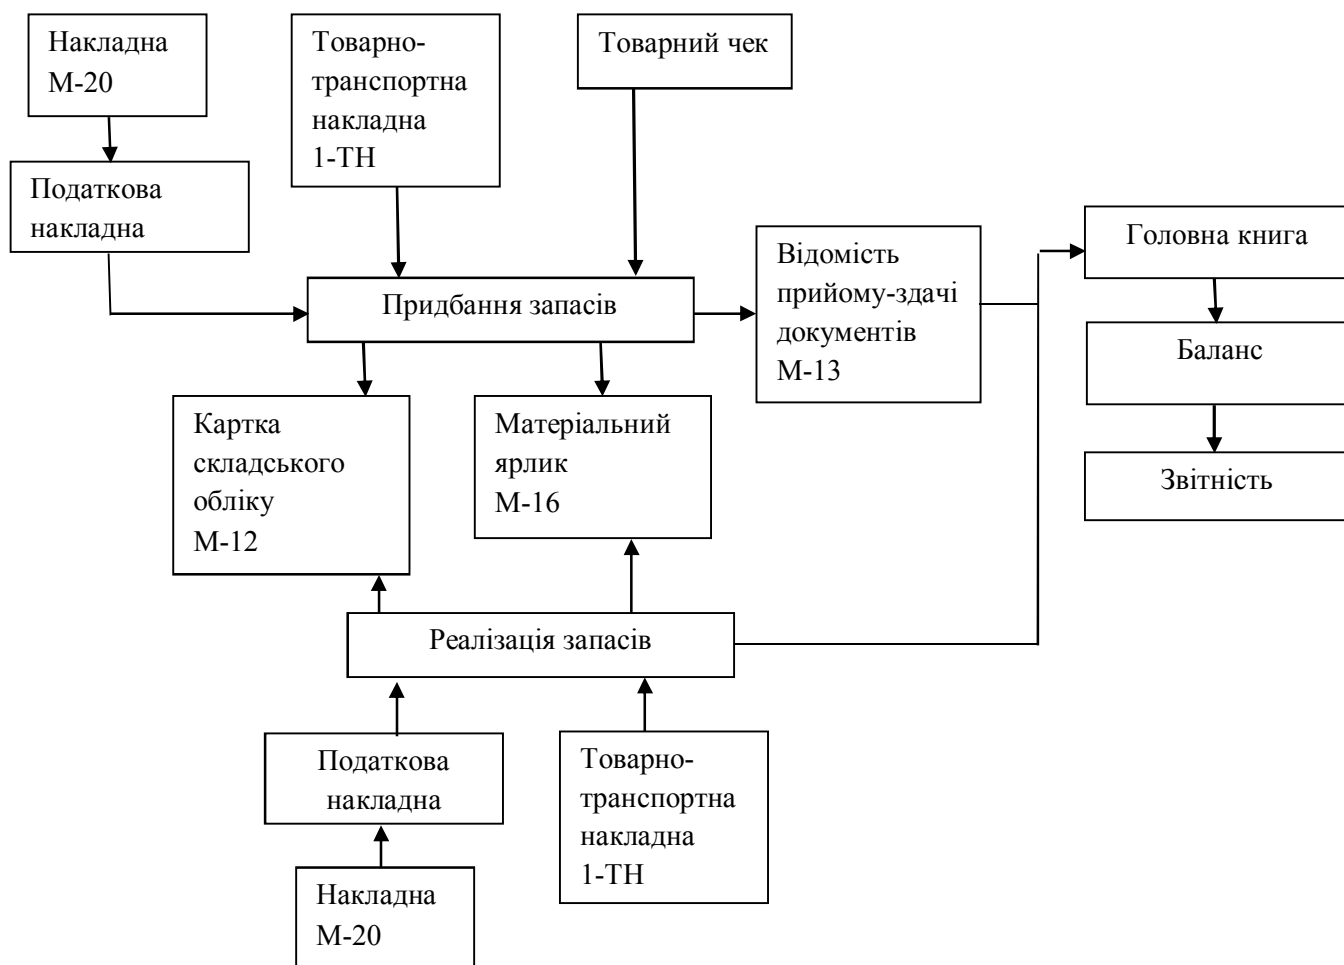 Накладна
М-20
Товарно-
транспортна
накладна
1-ТН
Товарний чек
Податкова
накладна
Придбання запасів
Відомість
прийому-здачі
документів
М-13
Головна книга
Баланс
Звітність
Картка
складського
обліку
М-12
Матеріальний
ярлик
М-16
Реалізація запасів
Податкова
накладна
Товарно-
транспортна
накладна
1-ТН
Накладна
М-20